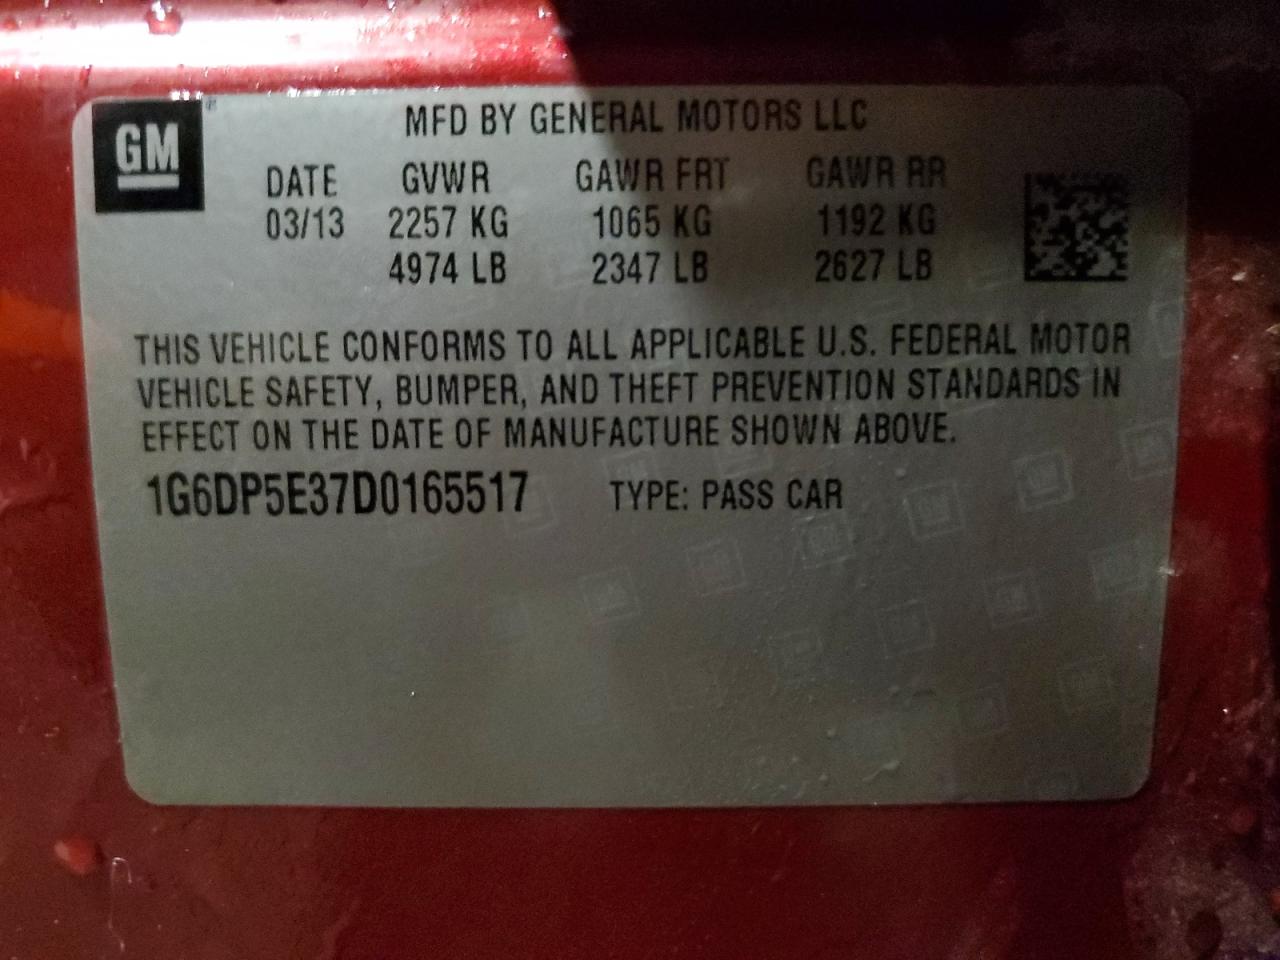 GM
MFD BY GENERAL MOTORS LLC
DATE GVWR GAWR FRT GAWR RR
03/13 2257 KG 1065 KG 1192 KG
4974 LB 2347 LB 2627 LB
THIS VEHICLE CONFORMS TO ALL APPLICABLE U.S. FEDERAL MOTOR
VEHICLE SAFETY, BUMPER, AND THEFT PREVENTION STANDARDS IN
EFFECT ON THE DATE OF MANUFACTURE SHOWN ABOVE.
1G6DP5E37D0165517 TYPE: PASS CAR